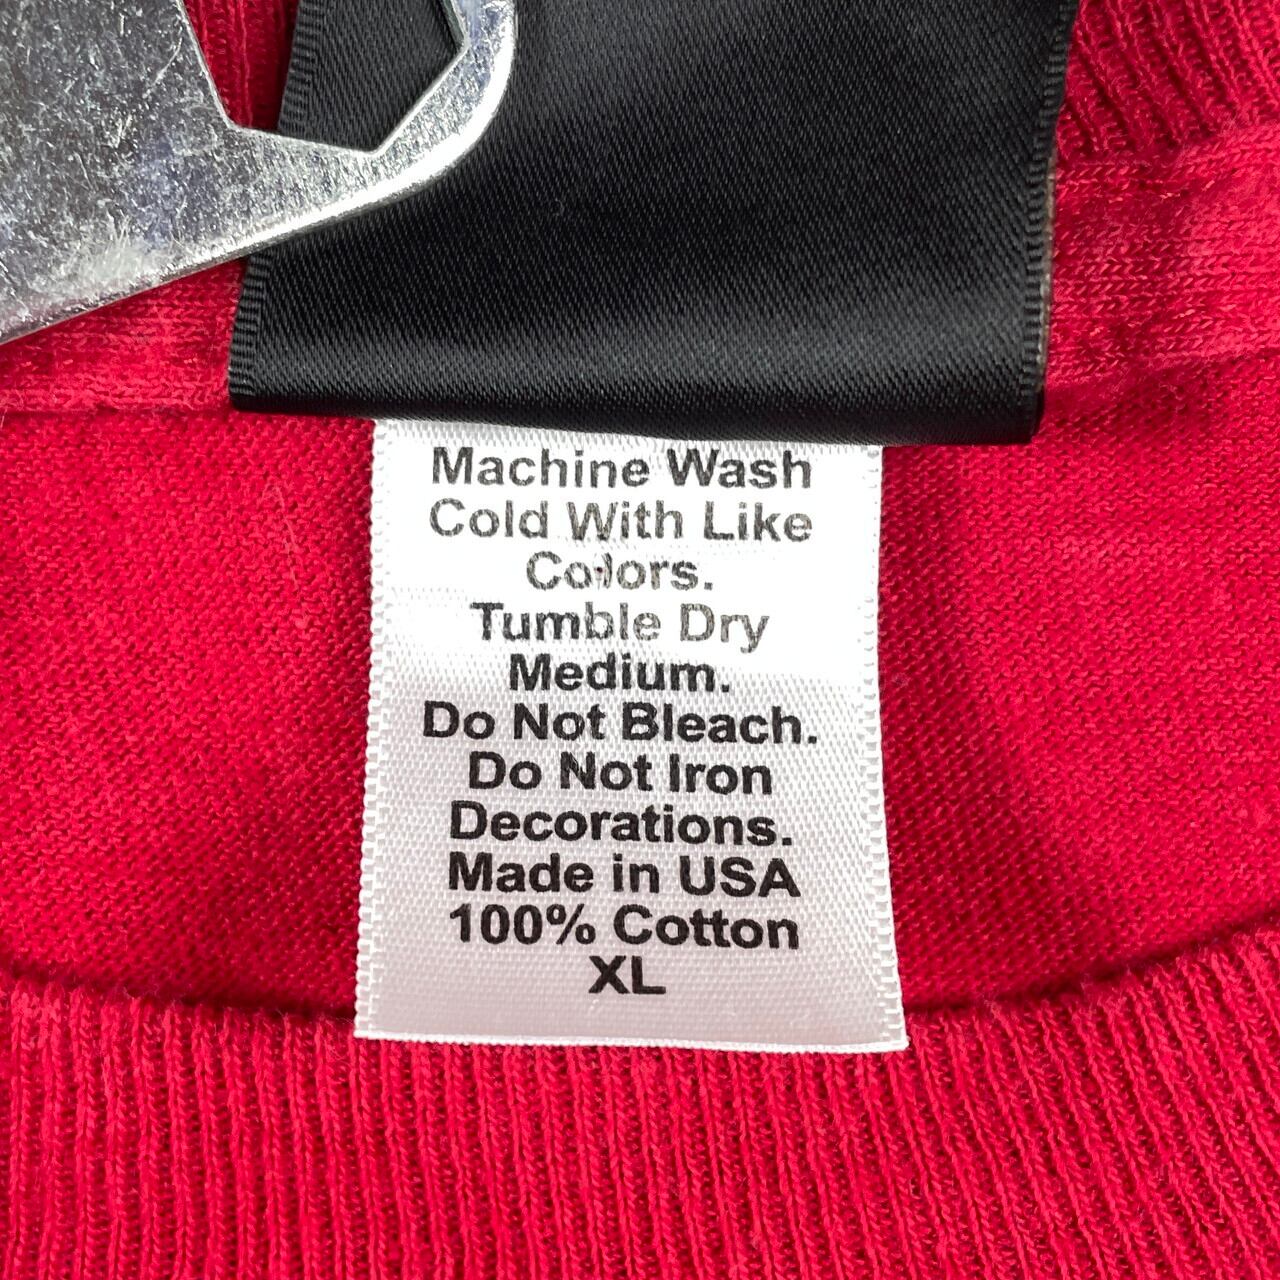 Machine Wash
Cold With Like
Colors.
Tumble Dry
Medium.
Do Not Bleach.
Do Not Iron
Decorations.
Made in USA
100% Cotton
XL